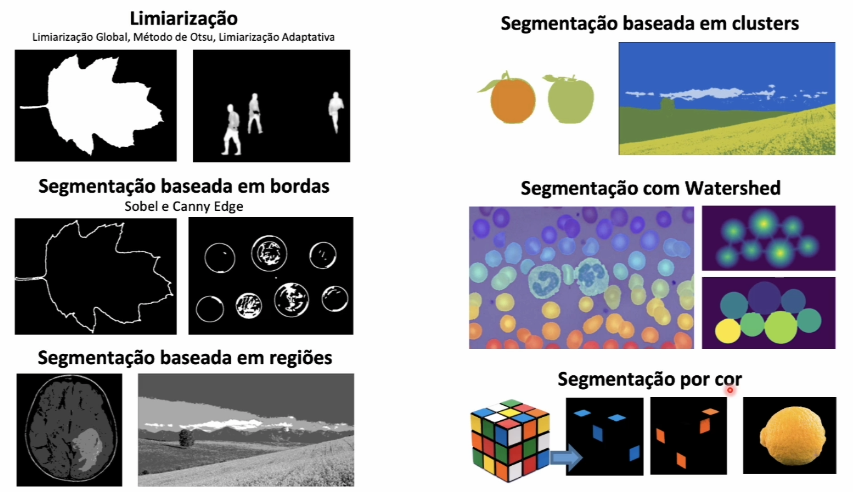 Limiarização
Limiarização Global, Método de Otsu, Limiarização Adaptativa
Segmentação baseada em bordas
Sobel e Canny Edge
Segmentação baseada em regiões
Segmentação baseada em clusters
Segmentação com Watershed
Segmentação por cor